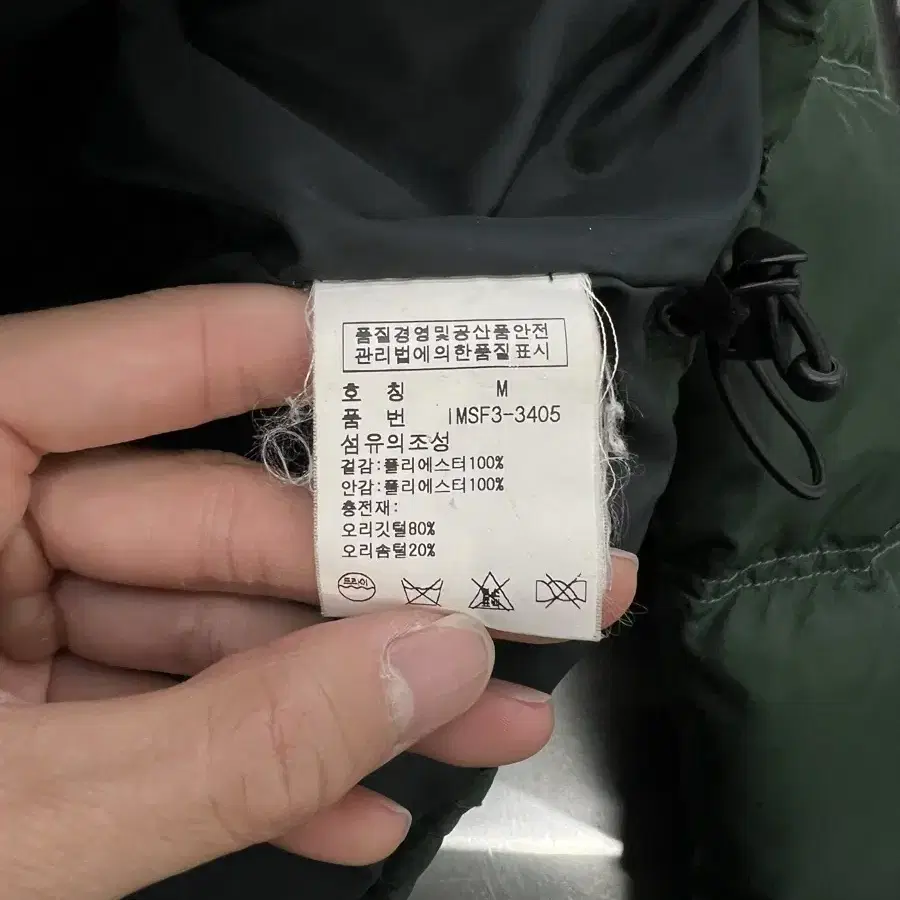 품질경영및공산품안전
관리법에의한품질표시
호 칭 M
품 번 IMSF3-3405
섬유의조성
겉감:폴리에스터100%
안감:폴리에스터100%
충전재:
오리깃털80%
오리솜털20%
드라이